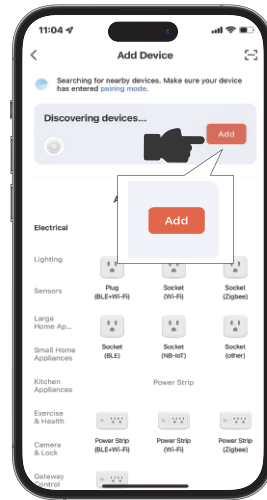 11:04
Add Device
Searching for nearby devices. Make sure your device
has entered pairing mode.
Discovering devices...
Add
A
Add
Electrical
Lighting
Sensors
Plug
(BLE+Wi-Fi)
Socket
(Wi-Fi)
Socket
(Zigbee)
Large
Home Ap...
Small Home
Appliances
Socket
(BLE)
Socket
(NB-IoT)
Socket
(other)
Kitchen
Appliances
Power Strip
Exercise
& Health
Camera
& Lock
Power Strip
(BLE+Wi-Fi)
Power Strip
(Wi-Fi)
Power Strip
(Zigbee)
Gateway
Control